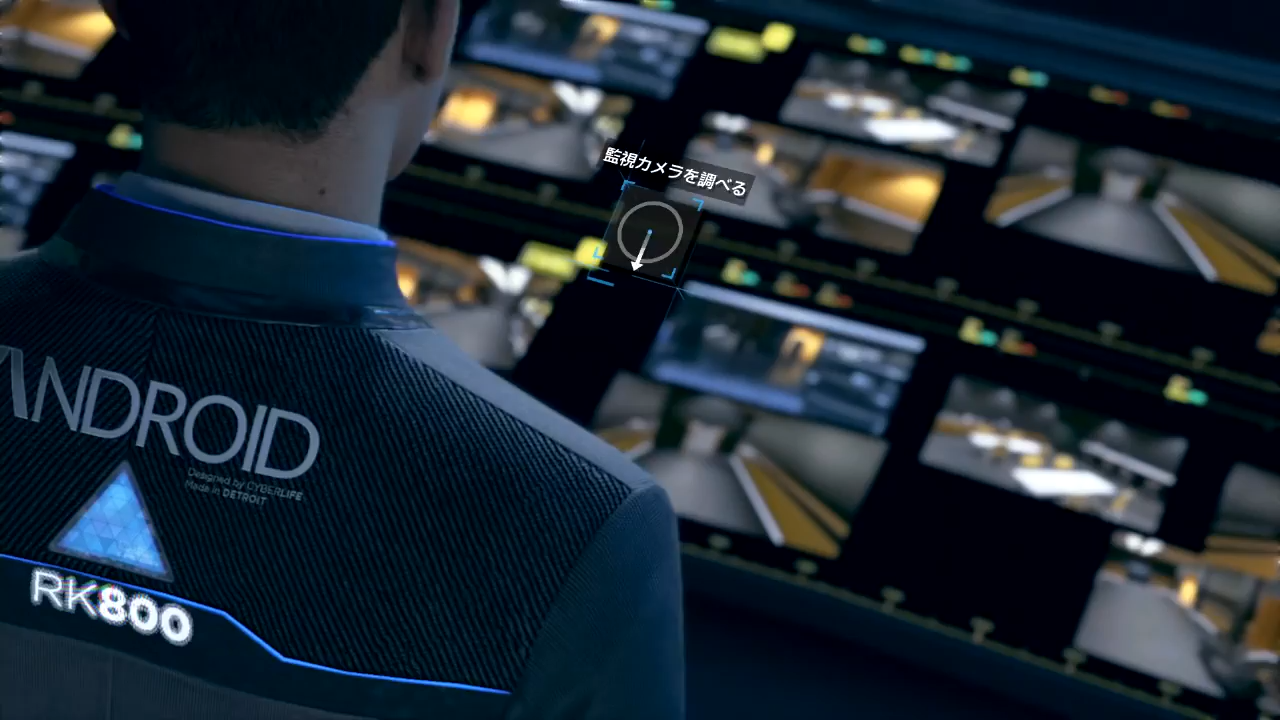 監視カメラを調べる
ANDROID
Designed by CYBERLIFE
Made in DETROIT
RK800